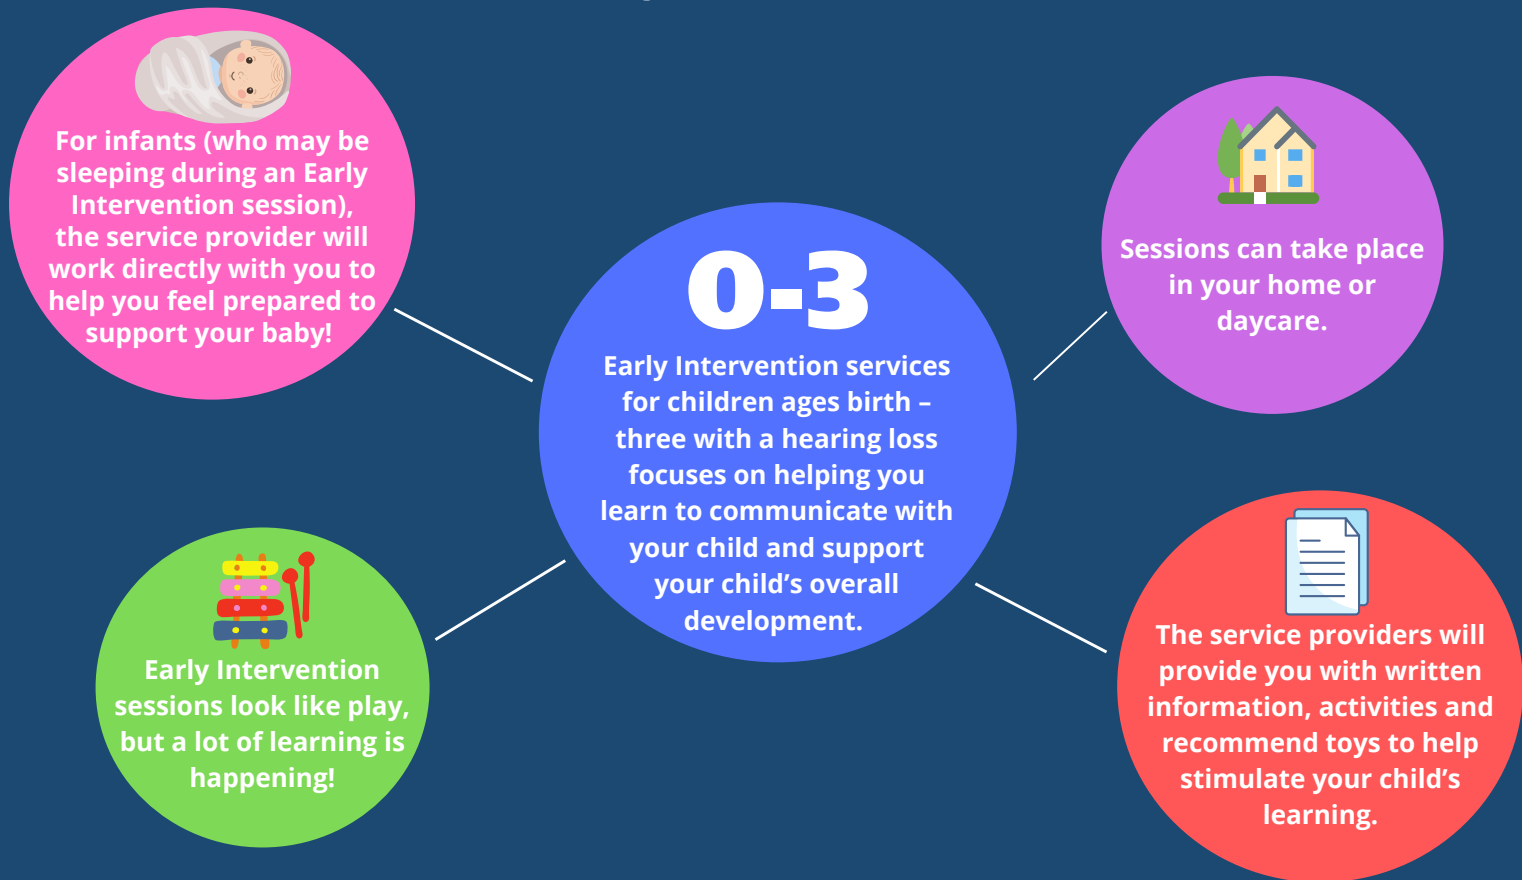 For infants (who may be
sleeping during an Early
Intervention session),
the service provider will
work directly with you to
help you feel prepared to
support your baby!
Sessions can take place
in your home or
daycare.
0-3
Early Intervention services
for children ages birth –
three with a hearing loss
focuses on helping you
learn to communicate with
your child and support
your child’s overall
development.
Early Intervention
sessions look like play,
but a lot of learning is
happening!
The service providers will
provide you with written
information, activities and
recommend toys to help
stimulate your child’s
learning.